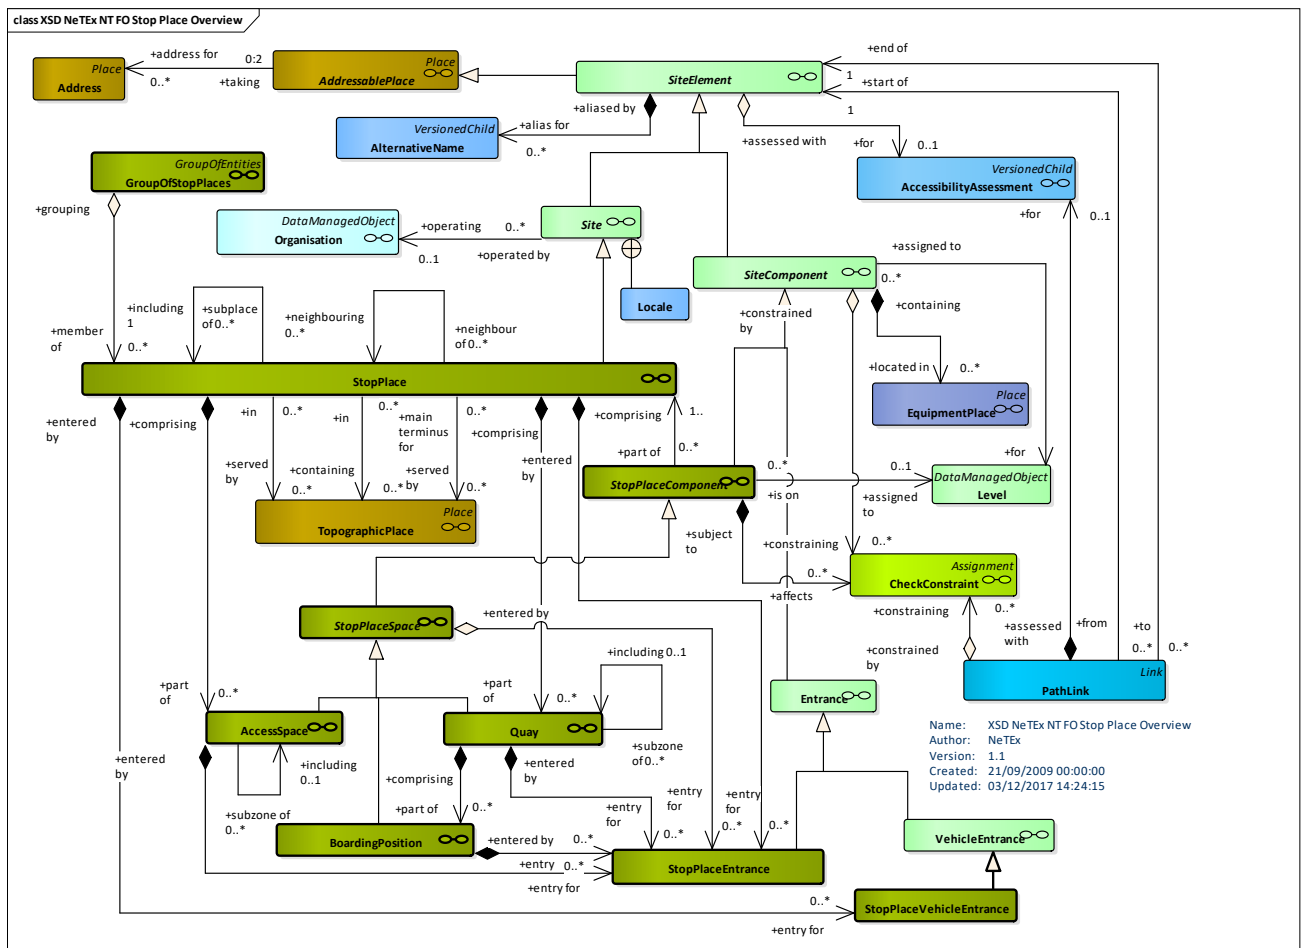 class XSD NeTEx NT FO Stop Place Overview
Place
Address
+address for
0..*
0:2
+taking
Place
AddressablePlace
SiteElement
+end of
1
+start of
1
+aliased by
+alias for
0..*
VersionedChild
AlternativeName
+assessed with
+for
0..1
VersionedChild
AccessibilityAssessment
+for
0..1
GroupOfEntities
GroupOfStopPlaces
+grouping
DataManagedObject
Organisation
+operating
0..*
0..1
+operated by
Site
Locale
SiteComponent
+assigned to
0..*
+containing
+constrained
by
+member
of
+including
1
0..*
+subplace
of 0..*
+neighbouring
0..*
+neighbour
of 0..*
StopPlace
+located in
0..*
Place
EquipmentPlace
+entered
by
+comprising
+in
0..*
+in
0..*
+main
terminus
for
0..*
+comprising
+entered
by
+comprising
1..
+part of
0..*
+served
by
0..*
+containing
0..*
+served
by
0..*
Place
TopographicPlace
StopPlaceComponent
0..*
+is on
0..1
+assigned
to
+for
DataManagedObject
Level
+subject
to
+constraining
0..*
0..*
Assignment
CheckConstraint
+affects
+constraining
0..*
StopPlaceSpace
+entered by
+assessed
with
+from
+to
0..*
0..*
+constrained
by
Link
PathLink
+including 0..1
+part
of
0..*
+part
of
0..*
Entrance
AccessSpace
Quay
+subzone
of 0..*
Name: XSD NeTEx NT FO Stop Place Overview
Author: NeTEx
Version: 1.1
Created: 21/09/2009 00:00:00
Updated: 03/12/2017 14:24:15
+entered
by
+including
0..1
+comprising
+entered
by
+subzone of
0..*
+part of
0..*
+entry
for
0..*
+entry
for
0..*
+entry
for
0..*
BoardingPosition
+entered by
0..*
VehicleEntrance
+entry
0..*
+entry for
StopPlaceEntrance
0..*
+entry for
StopPlaceVehicleEntrance